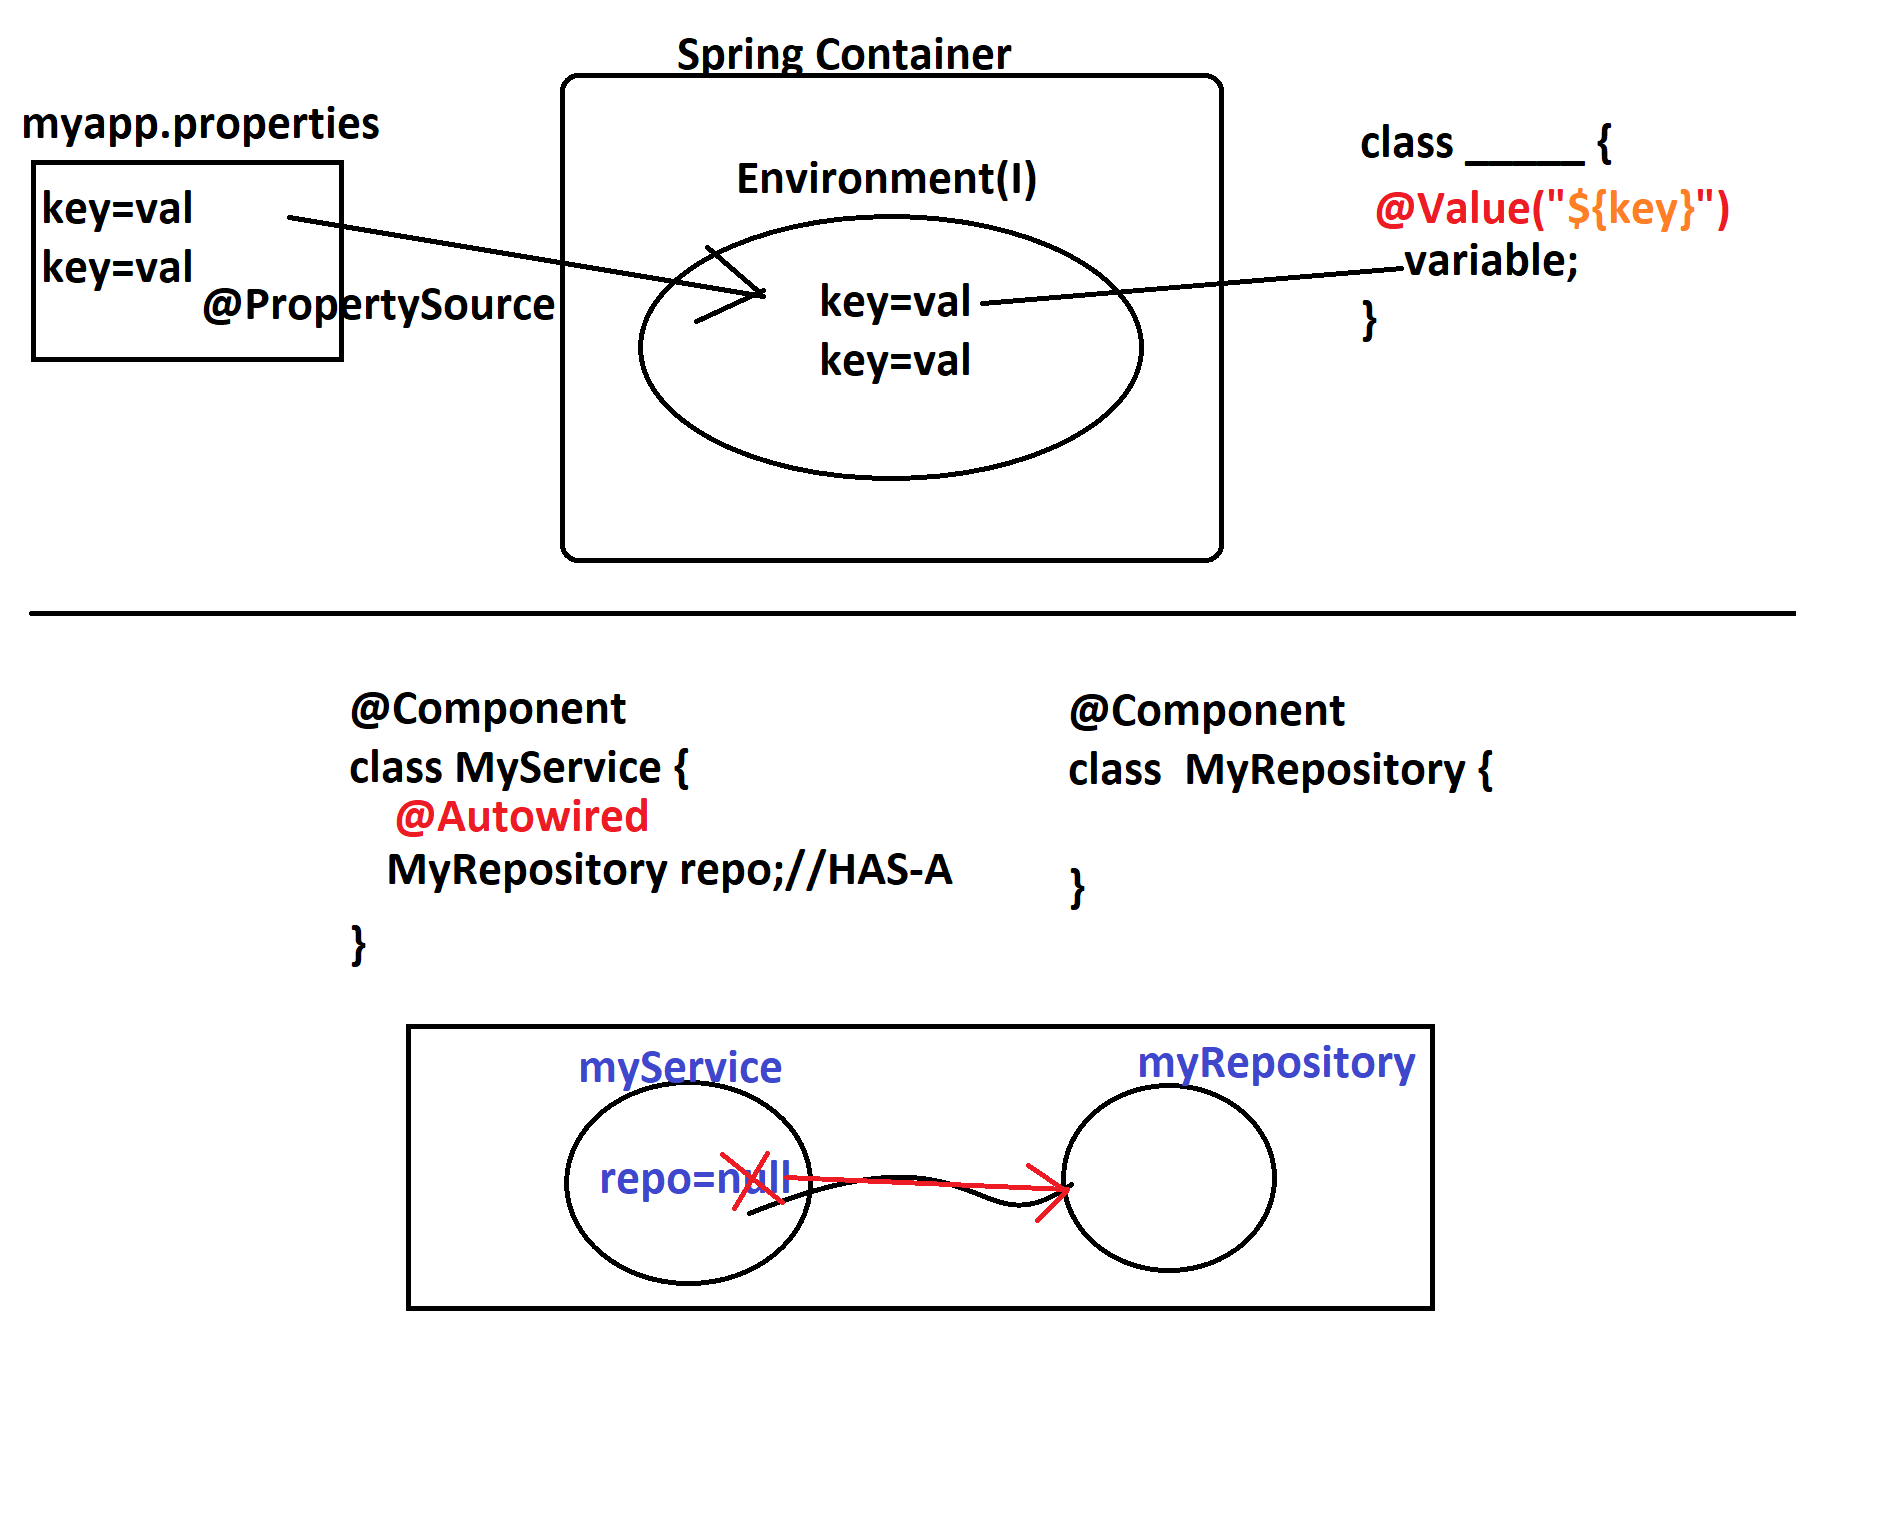 Spring Container
myapp.properties
key=val
key=val
@PropertySource
Environment(I)
key=val
key=val
class _____ {
@Value("${key}")
variable;
}
@Component
class MyService {
@Autowired
MyRepository repo;//HAS-A
}
@Component
class  MyRepository {
}
myService
repo=null
myRepository